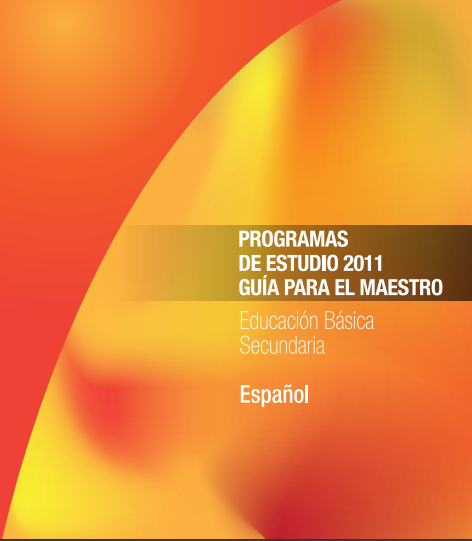 PROGRAMAS
DE ESTUDIO 2011
GUÍA PARA EL MAESTRO
Educación Básica
Secundaria
Español